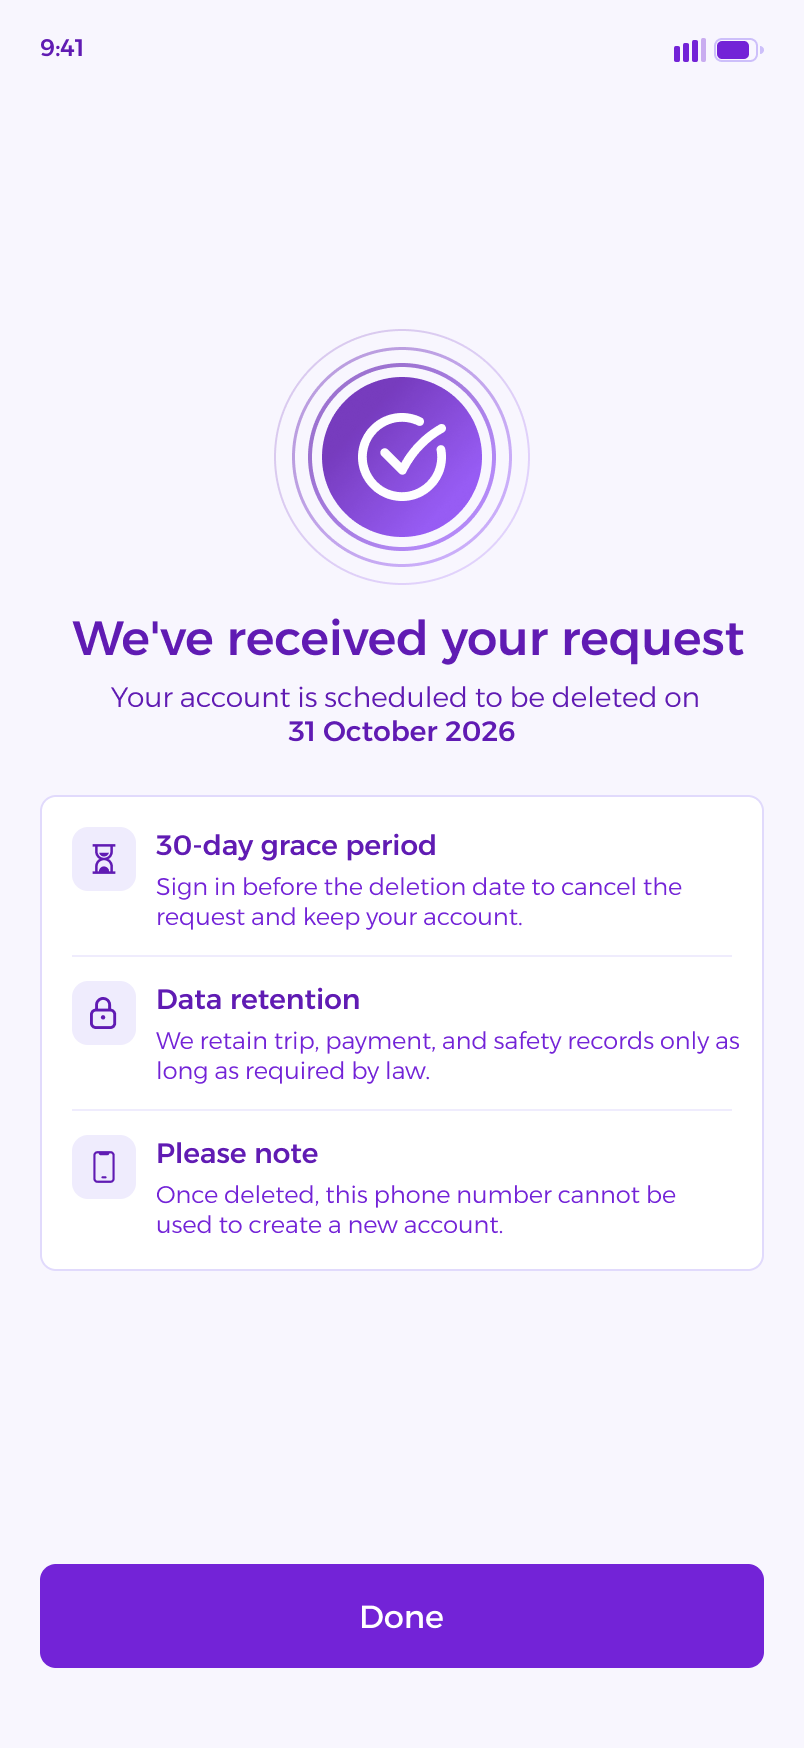 9:41
We've received your request
Your account is scheduled to be deleted on
31 October 2026
30-day grace period
Sign in before the deletion date to cancel the
request and keep your account.
Data retention
We retain trip, payment, and safety records only as
long as required by law.
Please note
Once deleted, this phone number cannot be
used to create a new account.
Done